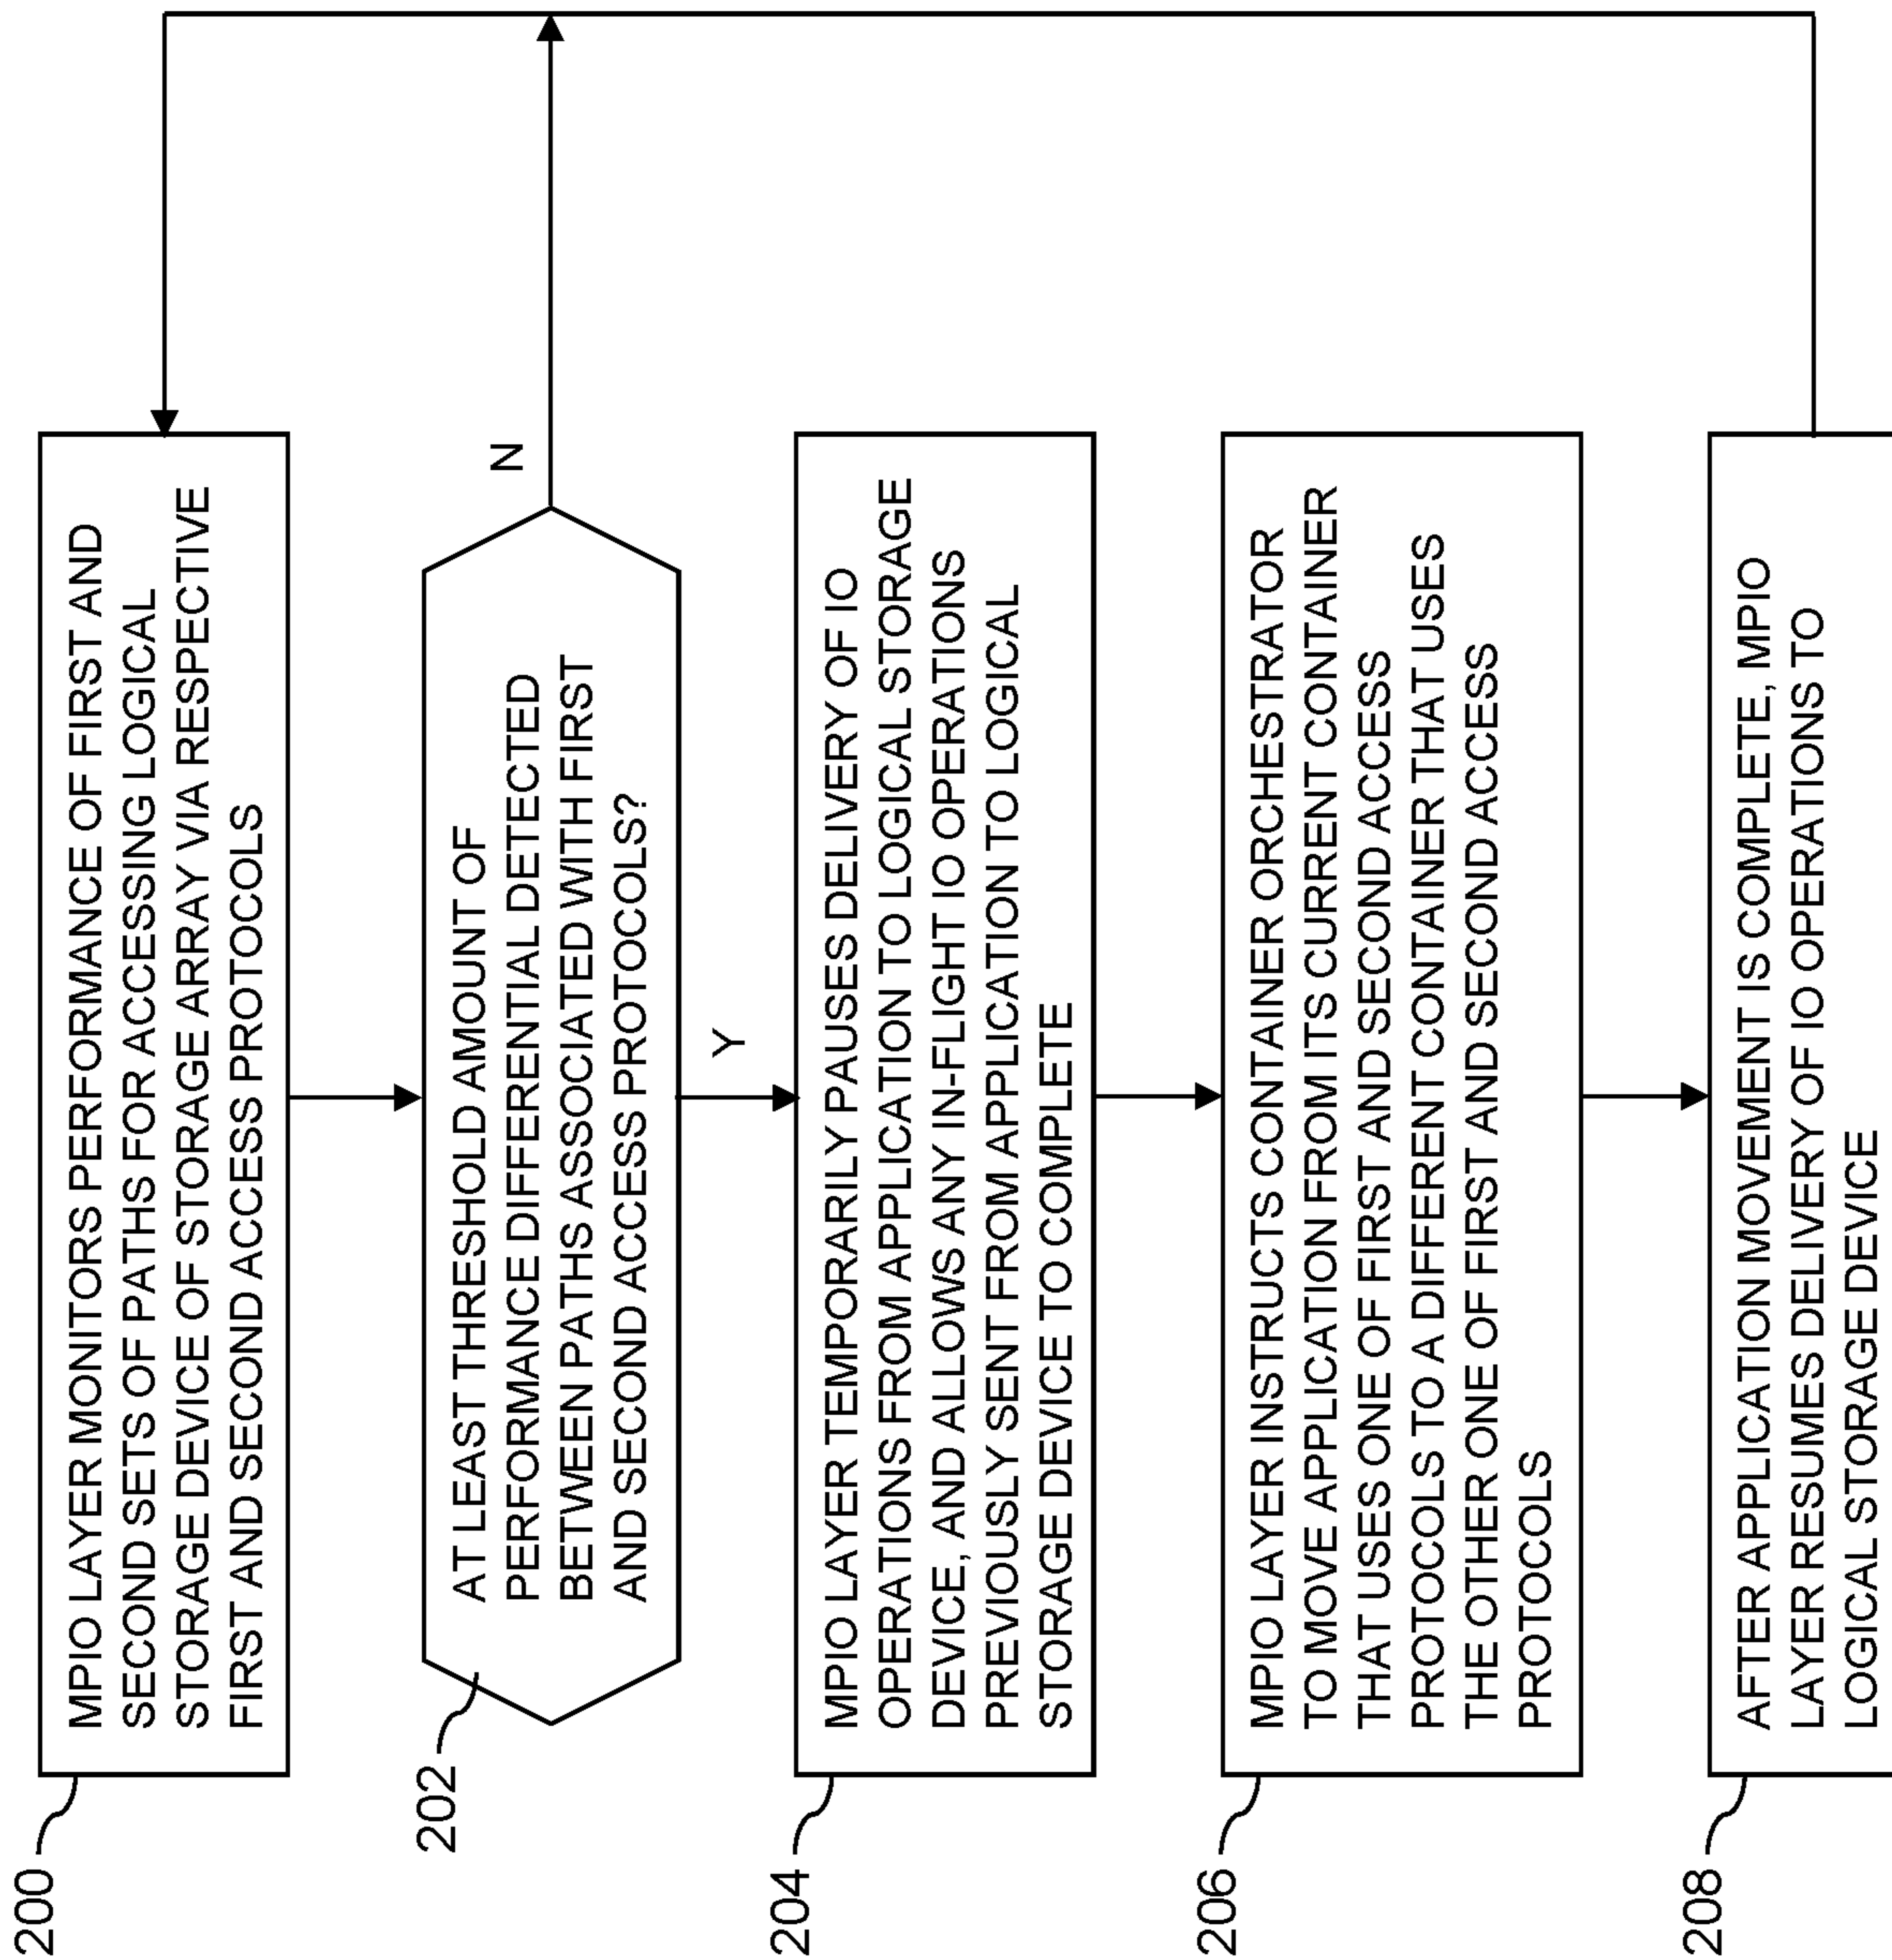 200
MPIO LAYER MONITORS PERFORMANCE OF FIRST AND
SECOND SETS OF PATHS FOR ACCESSING LOGICAL
STORAGE DEVICE OF STORAGE ARRAY VIA RESPECTIVE
FIRST AND SECOND ACCESS PROTOCOLS
202
AT LEAST THRESHOLD AMOUNT OF
PERFORMANCE DIFFERENTIAL DETECTED
BETWEEN PATHS ASSOCIATED WITH FIRST
AND SECOND ACCESS PROTOCOLS?
N
Y
204
MPIO LAYER TEMPORARILY PAUSES DELIVERY OF IO
OPERATIONS FROM APPLICATION TO LOGICAL STORAGE
DEVICE, AND ALLOWS ANY IN-FLIGHT IO OPERATIONS
PREVIOUSLY SENT FROM APPLICATION TO LOGICAL
STORAGE DEVICE TO COMPLETE
206
MPIO LAYER INSTRUCTS CONTAINER ORCHESTRATOR
TO MOVE APPLICATION FROM ITS CURRENT CONTAINER
THAT USES ONE OF FIRST AND SECOND ACCESS
PROTOCOLS TO A DIFFERENT CONTAINER THAT USES
THE OTHER ONE OF FIRST AND SECOND ACCESS
PROTOCOLS
208
AFTER APPLICATION MOVEMENT IS COMPLETE, MPIO
LAYER RESUMES DELIVERY OF IO OPERATIONS TO
LOGICAL STORAGE DEVICE